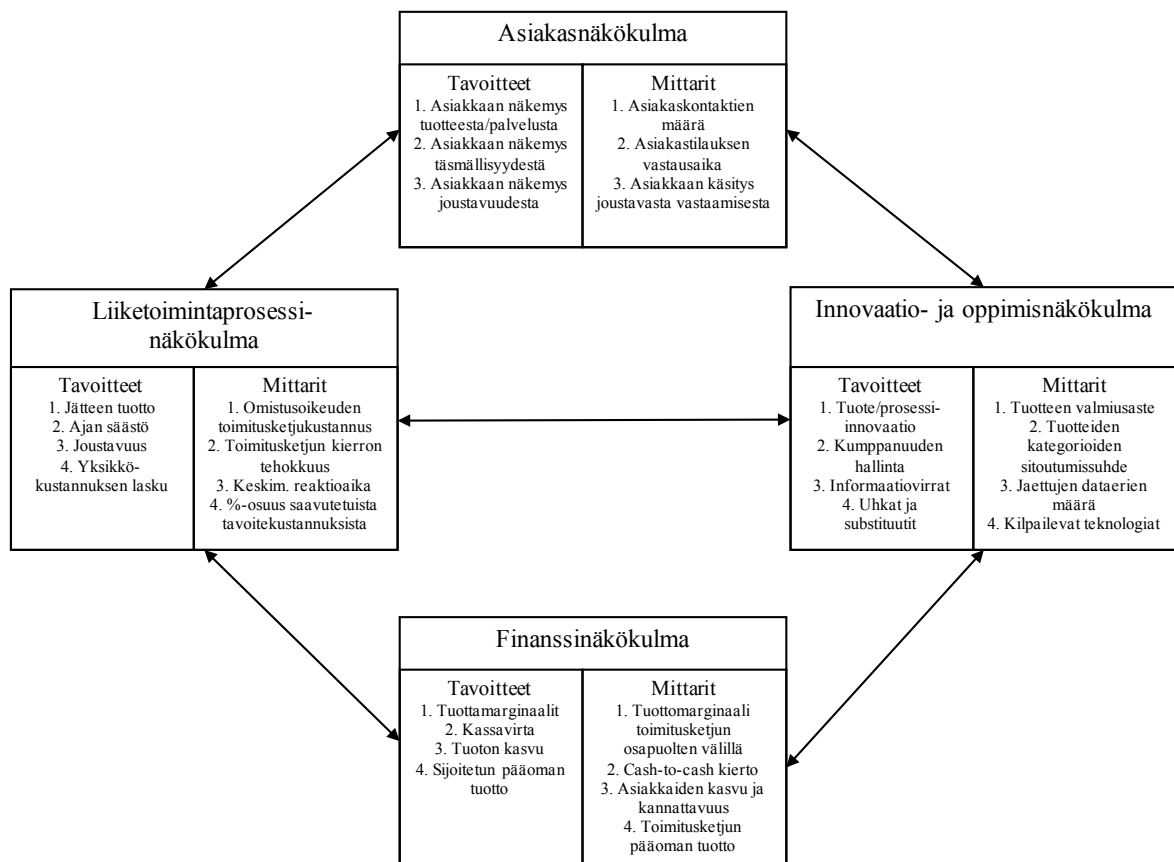 Asiakasnäkökulma
Tavoitteet
1. Asiakkaan näkemys
tuotteesta/palvelusta
2. Asiakkaan näkemys
täsmällisyydestä
3. Asiakkaan näkemys
joustavuudesta
Mittarit
1. Asiakaskontaktien
määrä
2. Asiakastilauksen
vastausaika
3. Asiakkaan käsitys
joustavasta vastaamisesta
Liiketoimintaprosessi-
näkökulma
Tavoitteet
1. Jätteen tuotto
2. Ajan säästö
3. Joustavuus
4. Yksikkö-
kustannuksen lasku
Mittarit
1. Omistusoikeuden
toimitusketjukustannus
2. Toimitusketjun kierron
tehokkuus
3. Keskim. reaktioaika
4. %-osuus saavutetuista
tavoitekustannuksista
Innovaatio- ja oppimisnäkökulma
Tavoitteet
1. Tuote/prosessi-
innovaatio
2. Kumppanuuden
hallinta
3. Informaatiovirrat
4. Uhkat ja
substituutit
Mittarit
1. Tuotteen valmiusaste
2. Tuotteiden
kategorioiden
sitoutumissuhde
3. Jaettujen dataerien
määrä
4. Kilpailevat teknologiat
Finanssinäkökulma
Tavoitteet
1. Tuottamarginaalit
2. Kassavirta
3. Tuoton kasvu
4. Sijoitetun pääoman
tuotto
Mittarit
1. Tuottomarginaali
toimitusketjun
osapuolten välillä
2. Cash-to-cash kierto
3. Asiakkaiden kasvu ja
kannattavuus
4. Toimitusketjun
pääoman tuotto